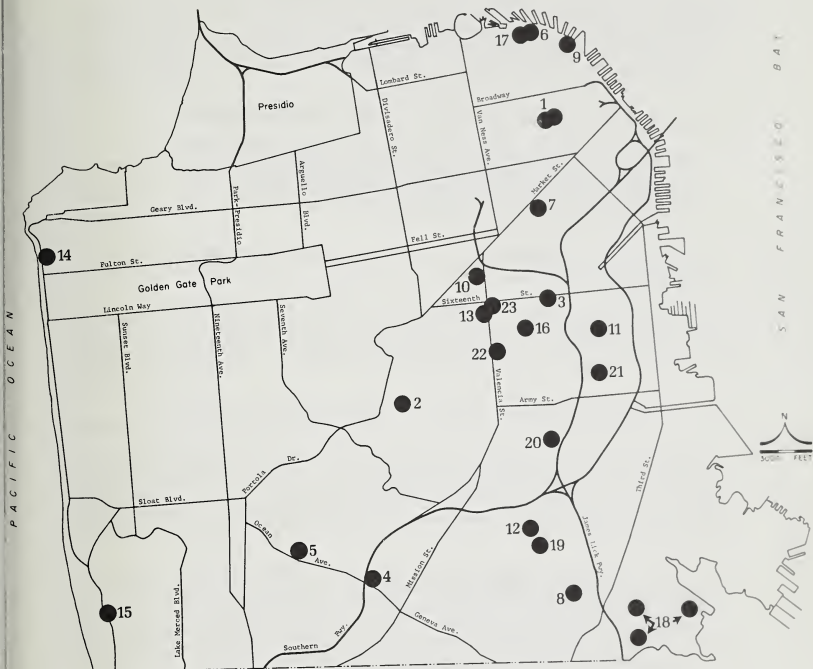 17
6
9
SAN FRANCISCO BAY
Lombard St.
Presidio
Broadway
1
Divisadero St.
Van Ness Ave.
Arguello Blvd.
Market St.
Park-Presidio
Geary Blvd.
7
Fell St.
14
Fulton St.
10
Golden Gate Park
Sixteenth St.
3
Lincoln Way
13
23
16
11
Sunset Blvd.
Nineteenth Ave.
Seventh Ave.
22
PACIFIC OCEAN
Valencia St.
21
2
Army St.
20
N
5000 FEET
Portola Dr.
Third St.
Sloat Blvd.
12
Ocean Ave.
James Lick Fwy.
19
5
Mission St.
4
8
15
Lake Merced Blvd.
18
Geneva Ave.
Southern Fwy.